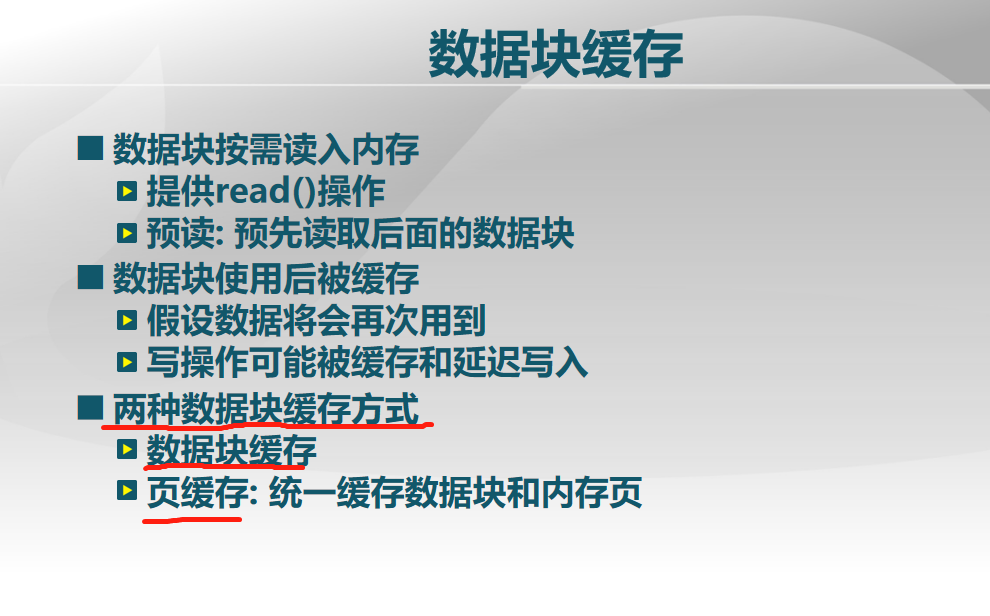 数据块缓存
数据块按需读入内存
提供read()操作
预读: 预先读取后面的数据块
数据块使用后被缓存
假设数据将会再次用到
写操作可能被缓存和延迟写入
两种数据块缓存方式
数据块缓存
页缓存: 统一缓存数据块和内存页